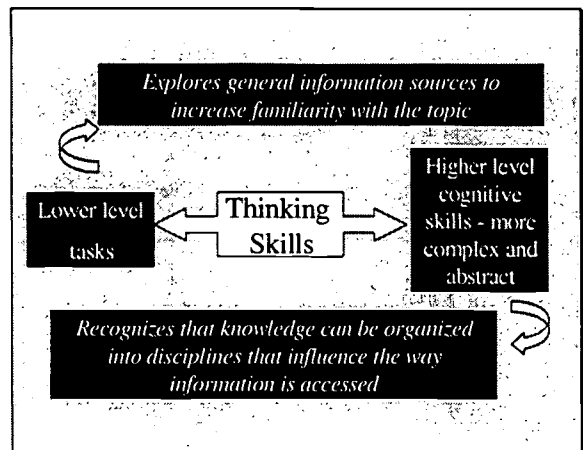 Explores general information sources to
increase familiarity with the topic
Lower level
tasks
Thinking
Skills
Higher level
cognitive
skills - more
complex and
abstract
Recognizes that knowledge can be organized
into disciplines that influence the way
information is accessed